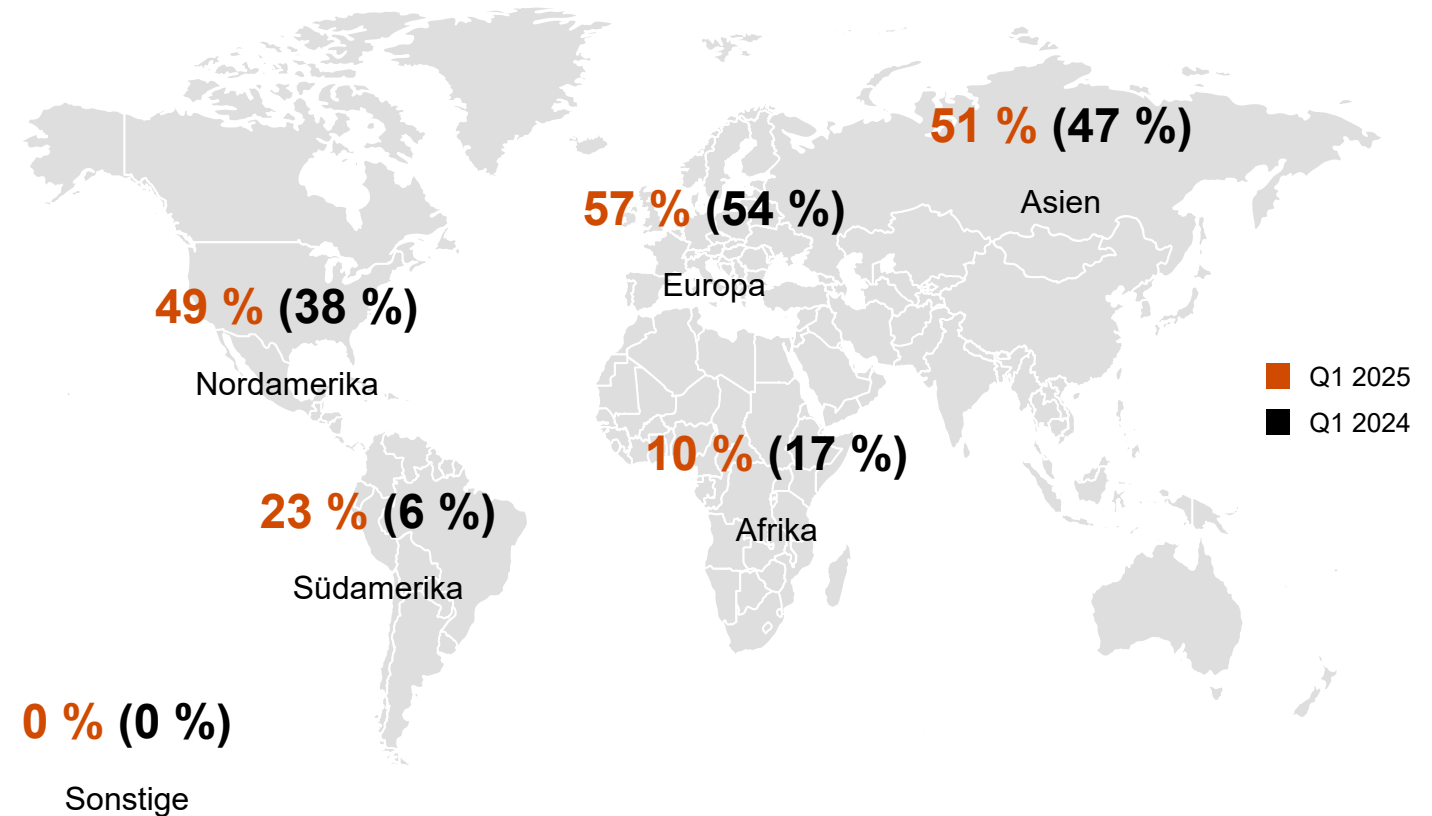 51 % (47 %)
Asien
57 % (54 %)
Europa
49 % (38 %)
Nordamerika
Q1 2025
Q1 2024
10 % (17 %)
Afrika
23 % (6 %)
Südamerika
0 % (0 %)
Sonstige